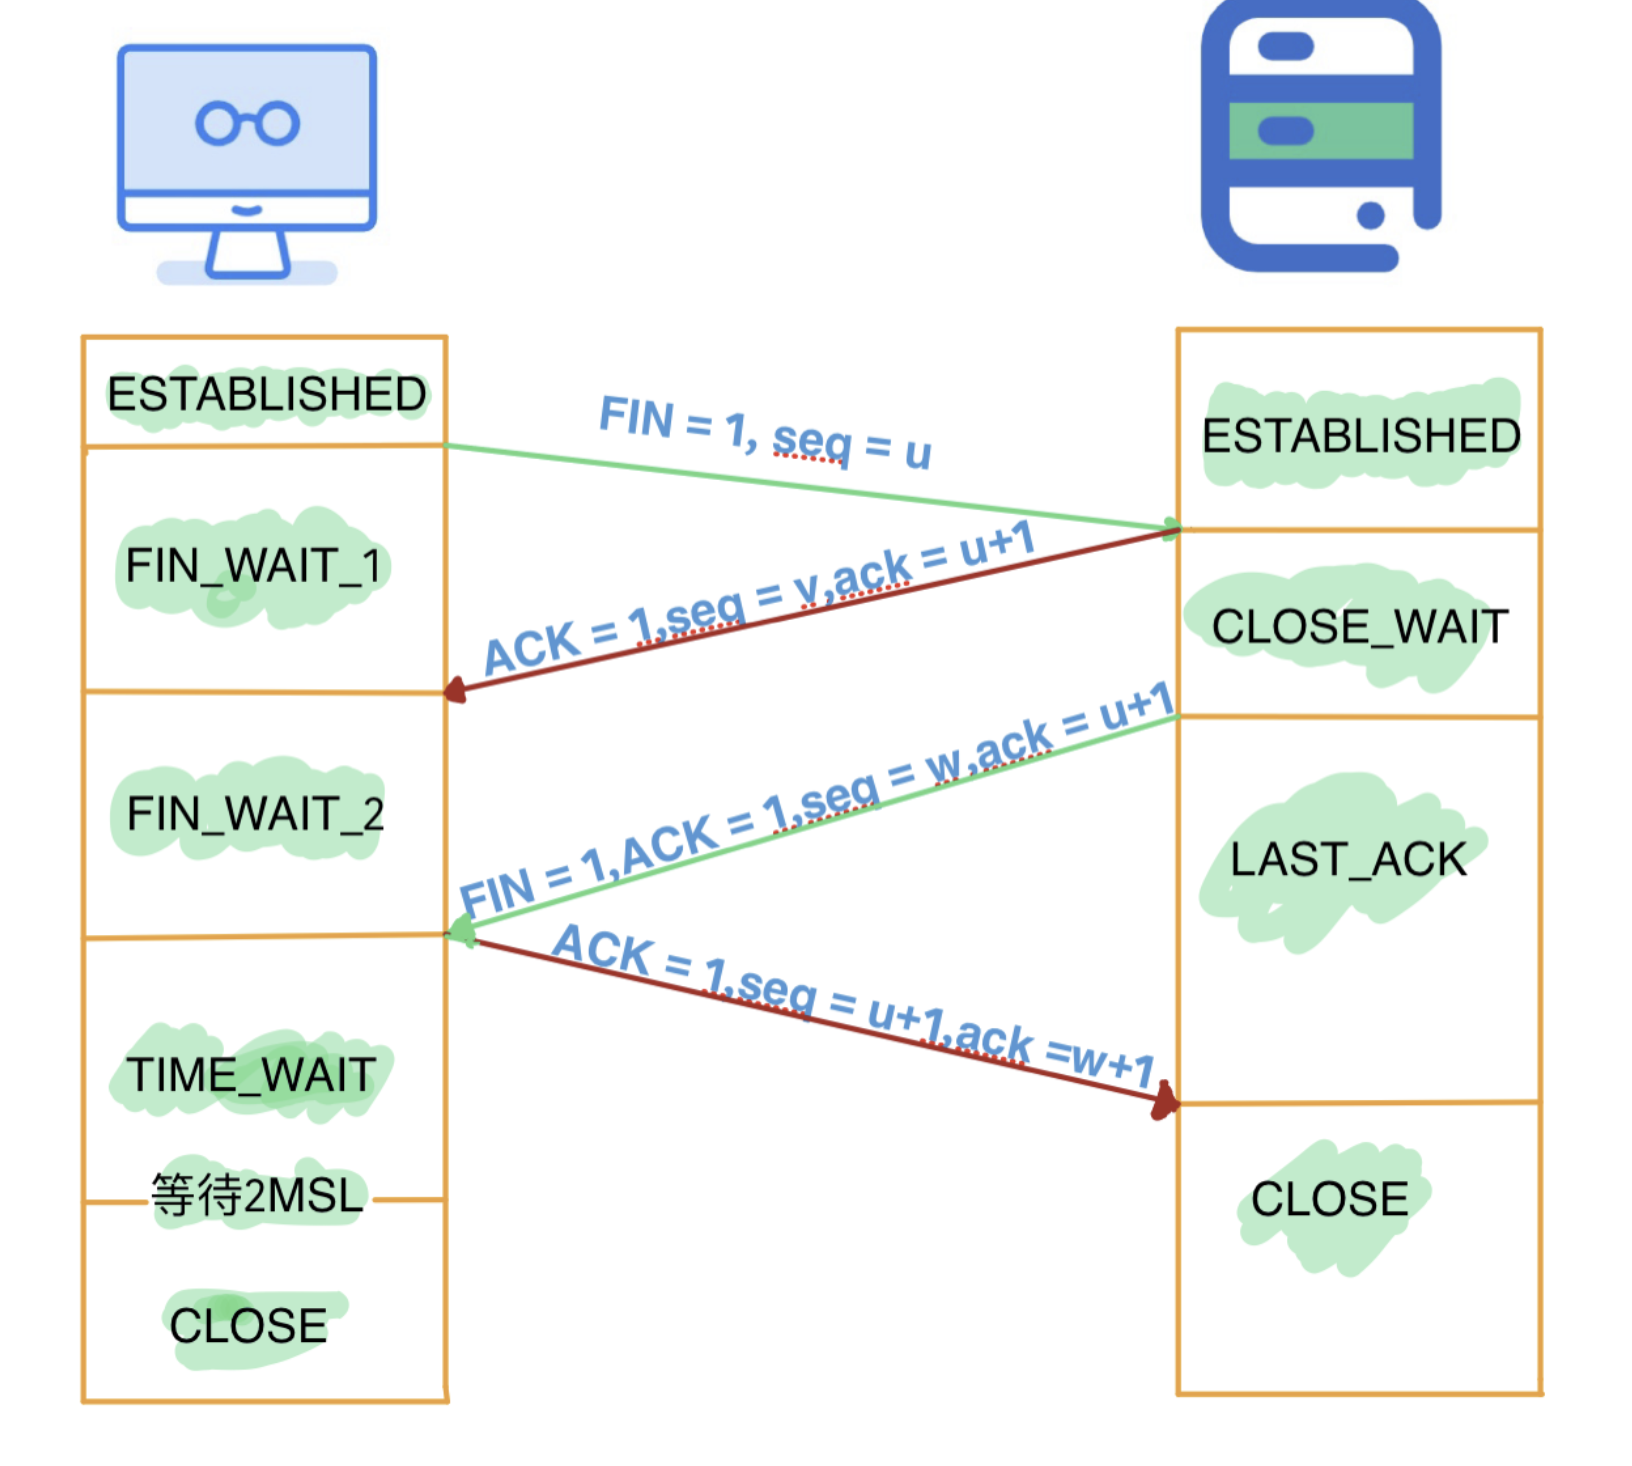 ESTABLISHED
ESTABLISHED
FIN = 1, seq = u
FIN_WAIT_1
ACK = 1,seq = v,ack = u+1
CLOSE_WAIT
FIN_WAIT_2
FIN = 1,ACK = 1,seq = w,ack = u+1
LAST_ACK
ACK = 1,seq = u+1,ack =w+1
TIME_WAIT
等待2MSL
CLOSE
CLOSE